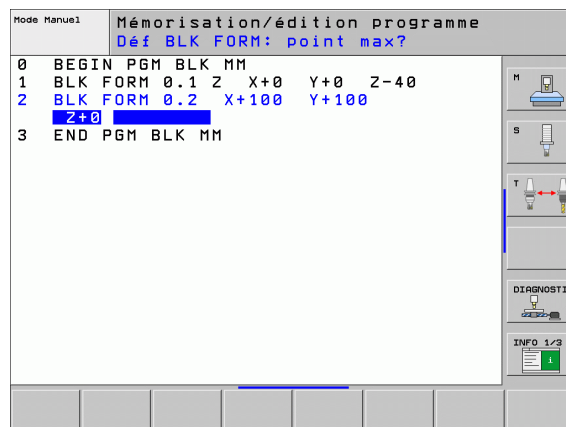 Mode Manuel
Mémorisation/édition programme
Déf BLK FORM: point max?
0 BEGIN PGM BLK MM
1 BLK FORM 0.1 Z X+0 Y+0 Z-40
2 BLK FORM 0.2 X+100 Y+100
Z+0
3 END PGM BLK MM
M
S
T
DIAGNOSTI
INFO 1/3
i